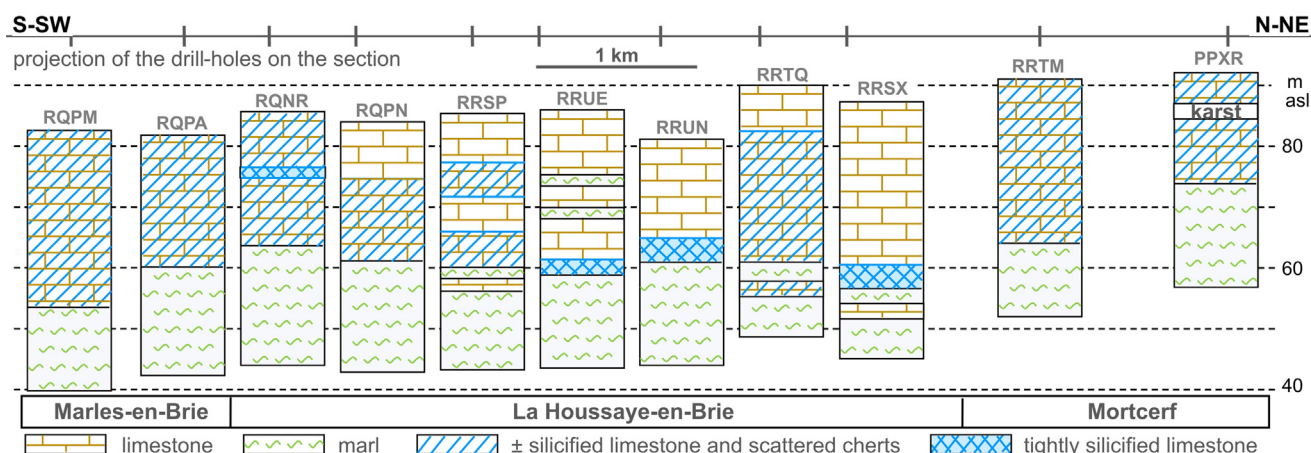 S-SW N-NE
projection of the drill-holes on the section
1 km
RQPM RQPA RQNR RQPN RRSP RRUE RRUN RRTQ RRSX RRTM PPXR
m
asl
karst
80
60
40
Marles-en-Brie La Houssaye-en-Brie Mortcerf
limestone marl ± silicified limestone and scattered cherts tightly silicified limestone